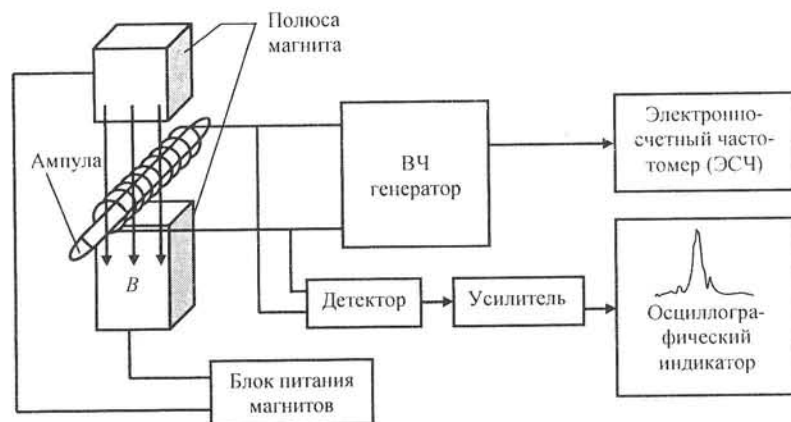 Полюса
магнита
Ампула
B
ВЧ
генератор
Электронно-
счетный часто-
томер (ЭСЧ)
Детектор
Усилитель
Осциллогра-
фический
индикатор
Блок питания
магнитов